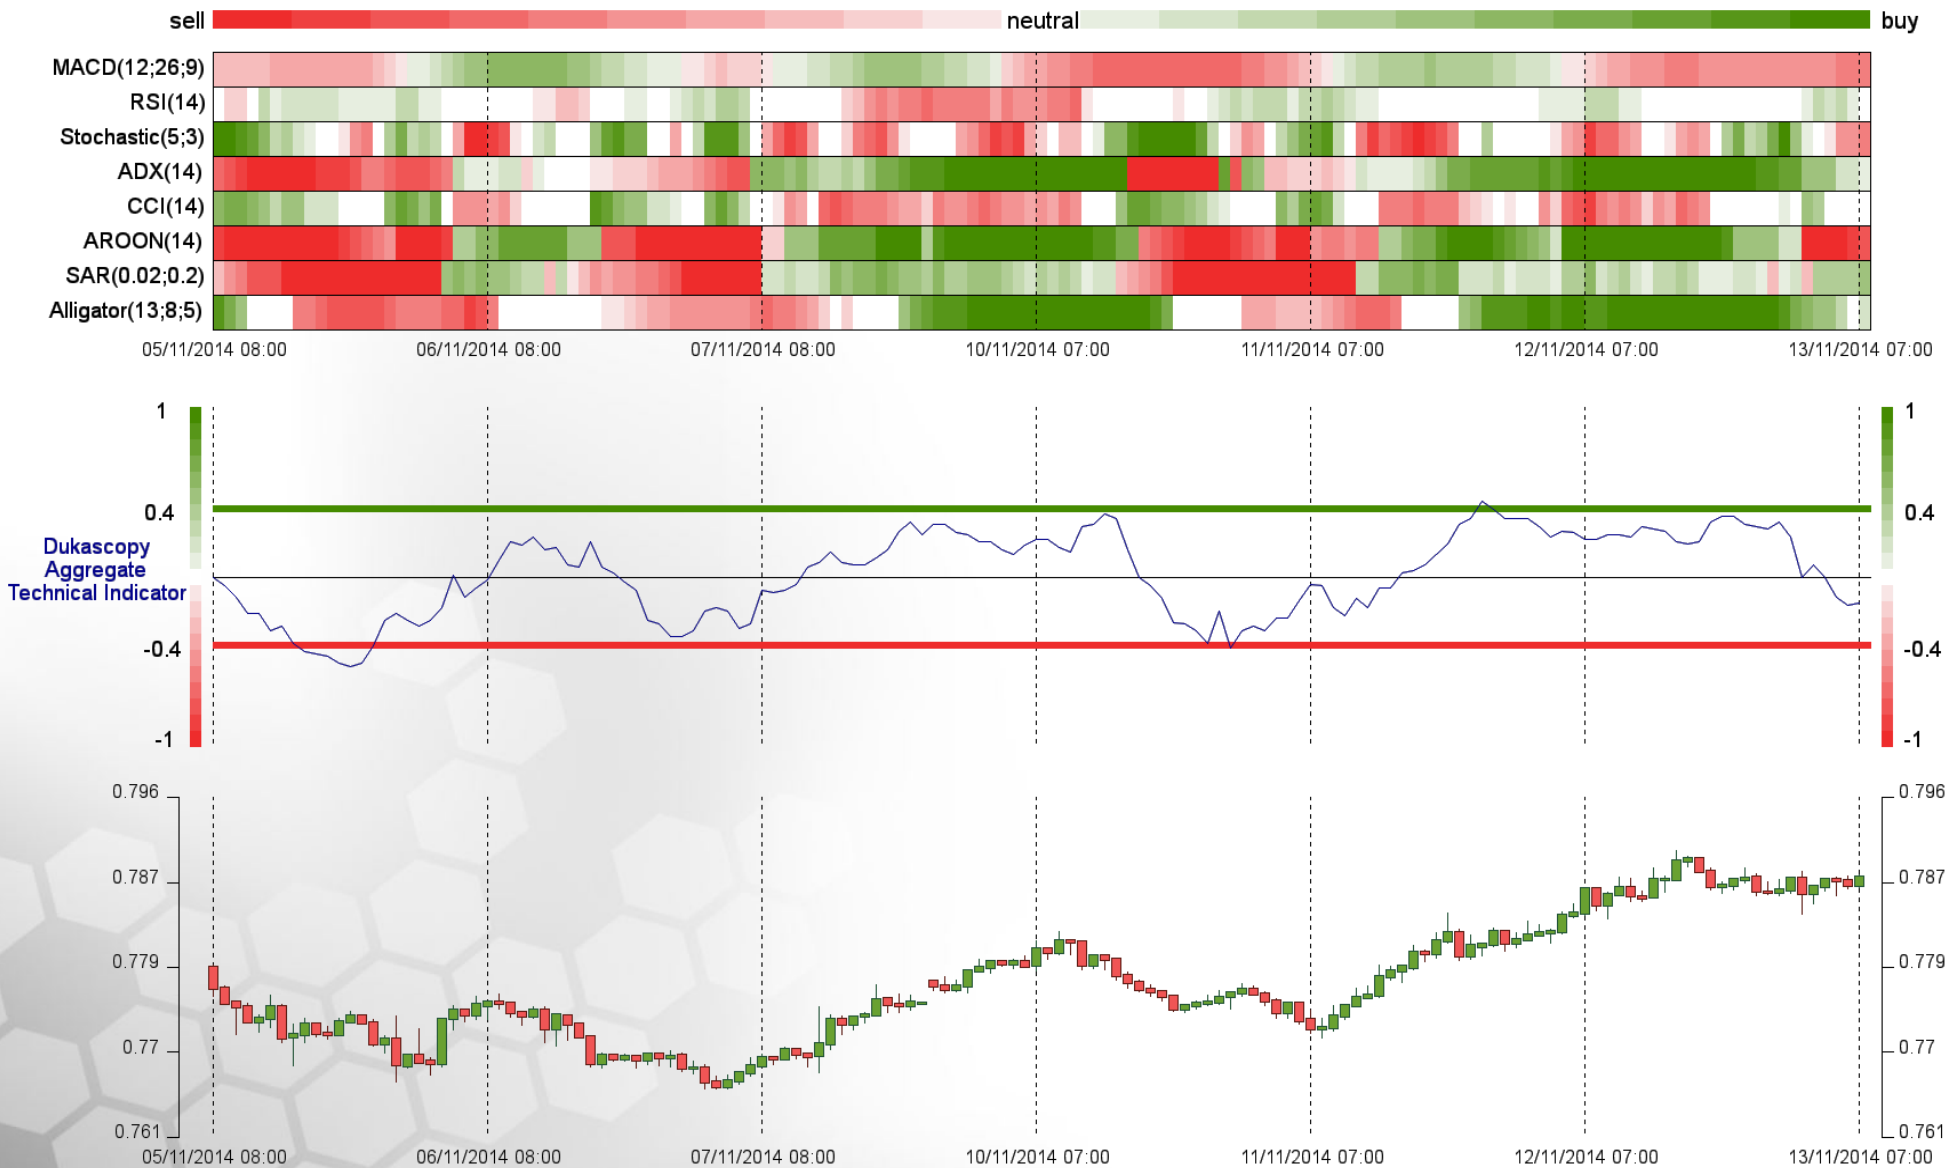 sell neutral buy
MACD(12;26;9)
RSI(14)
Stochastic(5;3)
ADX(14)
CCI(14)
AROON(14)
SAR(0.02;0.2)
Alligator(13;8;5)
05/11/2014 08:00 06/11/2014 08:00 07/11/2014 08:00 10/11/2014 07:00 11/11/2014 07:00 12/11/2014 07:00 13/11/2014 07:00
1 1
0.4 0.4
Dukascopy
Aggregate
Technical Indicator
-0.4 -0.4
-1 -1
0.796 0.796
0.787 0.787
0.779 0.779
0.77 0.77
0.761 0.761
05/11/2014 08:00 06/11/2014 08:00 07/11/2014 08:00 10/11/2014 07:00 11/11/2014 07:00 12/11/2014 07:00 13/11/2014 07:00